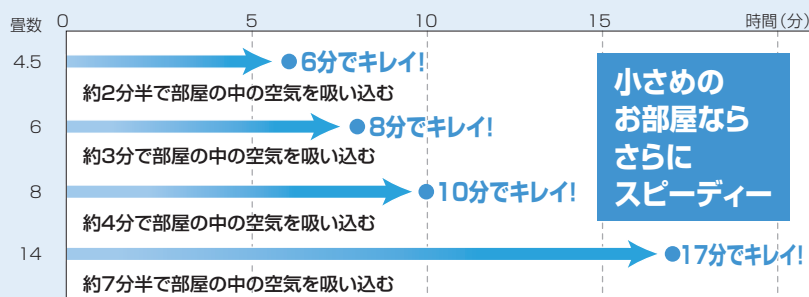 畳数 0 5 10 15 時間(分)
4.5 6分でキレイ!
約2分半で部屋の中の空気を吸い込む
6 8分でキレイ!
約3分で部屋の中の空気を吸い込む
8 10分でキレイ!
約4分で部屋の中の空気を吸い込む
14 17分でキレイ!
約7分半で部屋の中の空気を吸い込む
小さめの
お部屋なら
さらに
スピーディー